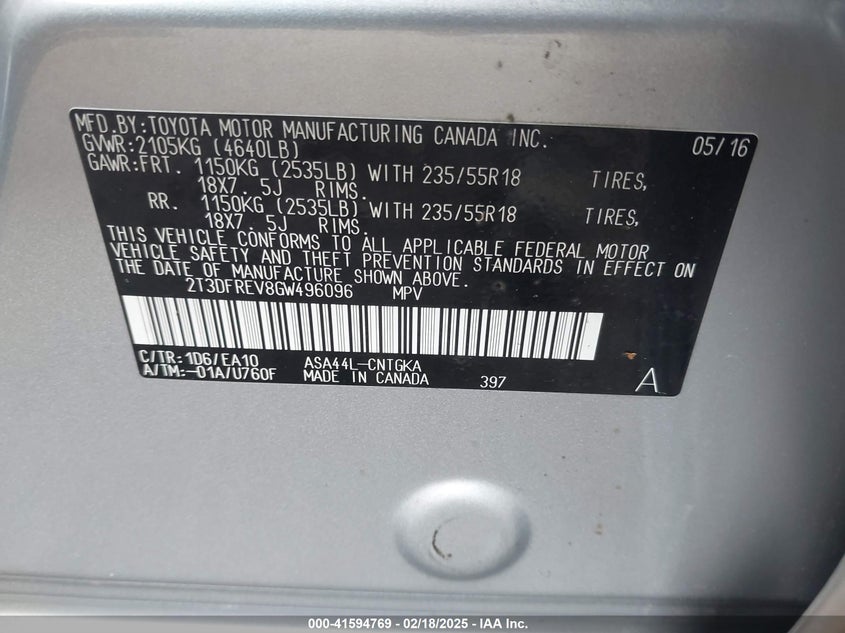 MFD.BY:TOYOTA MOTOR MANUFACTURING CANADA INC. 05/16
GVWR:2105KG (4640LB)
GAWR:FRT. 1150KG (2535LB) WITH 235/55R18 TIRES,
18X7. 5J RIMS.
RR. 1150KG (2535LB) WITH 235/55R18 TIRES,
18X7. 5J RIMS.
THIS VEHICLE CONFORMS TO ALL APPLICABLE FEDERAL MOTOR
VEHICLE SAFETY AND THEFT PREVENTION STANDARDS IN EFFECT ON
THE DATE OF MANUFACTURE SHOWN ABOVE.
2T3DFREV8GW496096 MPV
C/TR:1D6/EA10 ASA44L-CNTGKA
A/TM:-01A/U760F MADE IN CANADA 397 A
000-41594769 / 02/18/2025 - IAA Inc.